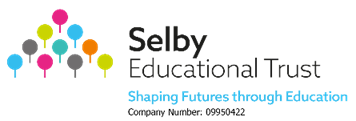 Selby
Educational Trust
Shaping Futures through Education
Company Number: 09950422